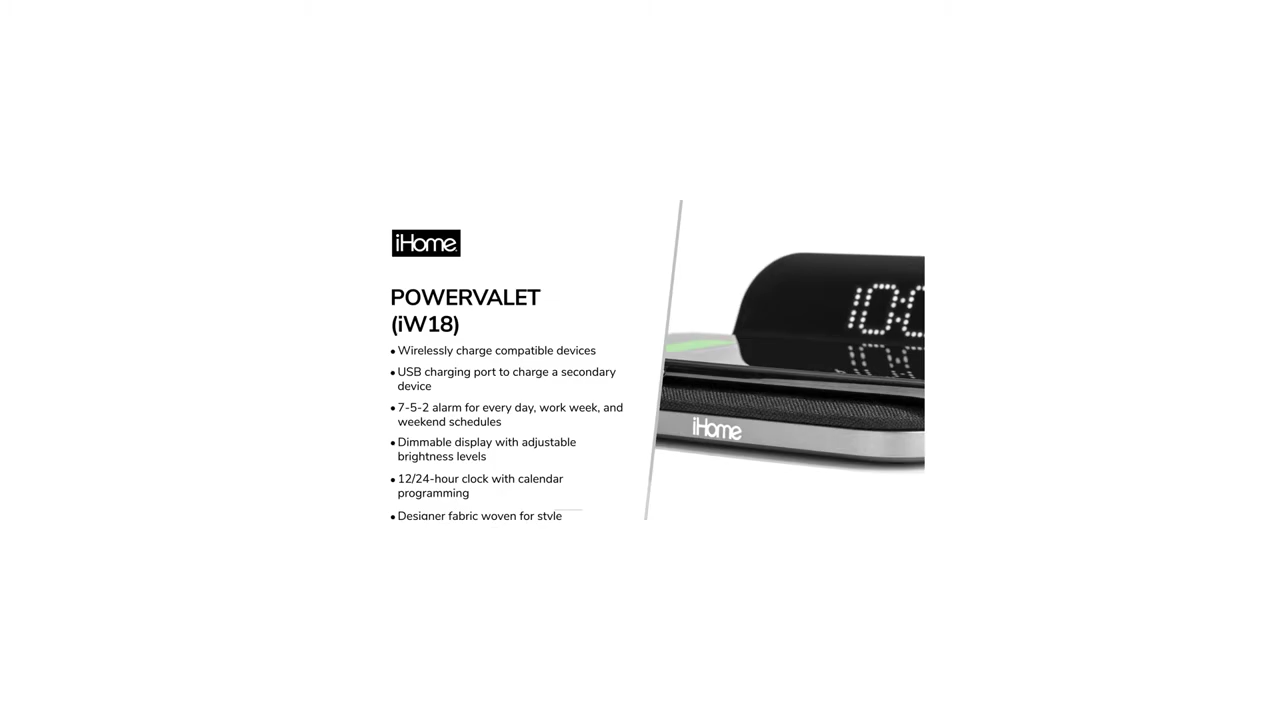 iHome
POWERVALET
(iW18)
• Wirelessly charge compatible devices
• USB charging port to charge a secondary
device
• 7-5-2 alarm for every day, work week, and
weekend schedules
• Dimmable display with adjustable
brightness levels
• 12/24-hour clock with calendar
programming
• Designer fabric woven for style
10:0
iHome